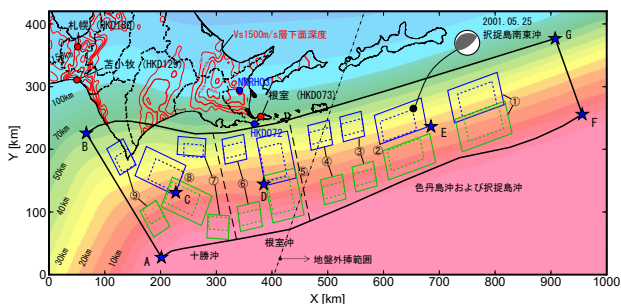 400
300
200
100
0
Y [km]
0
100
200
300
400
500
600
700
800
900
1000
X [km]
札幌 (HKD180)
苫小牧 (HKD129)
Vs1500m/s層下面深度
NMRH03
根室 (HKD073)
HKD072
2001.05.25
択捉島南東沖
100km
70km
50km
40km
30km
20km
10km
A
B
C
D
E
F
G
①
②
③
④
⑤
⑥
⑦
⑧
⑨
十勝沖
根室沖
色丹島沖および択捉島沖
地盤外挿範囲